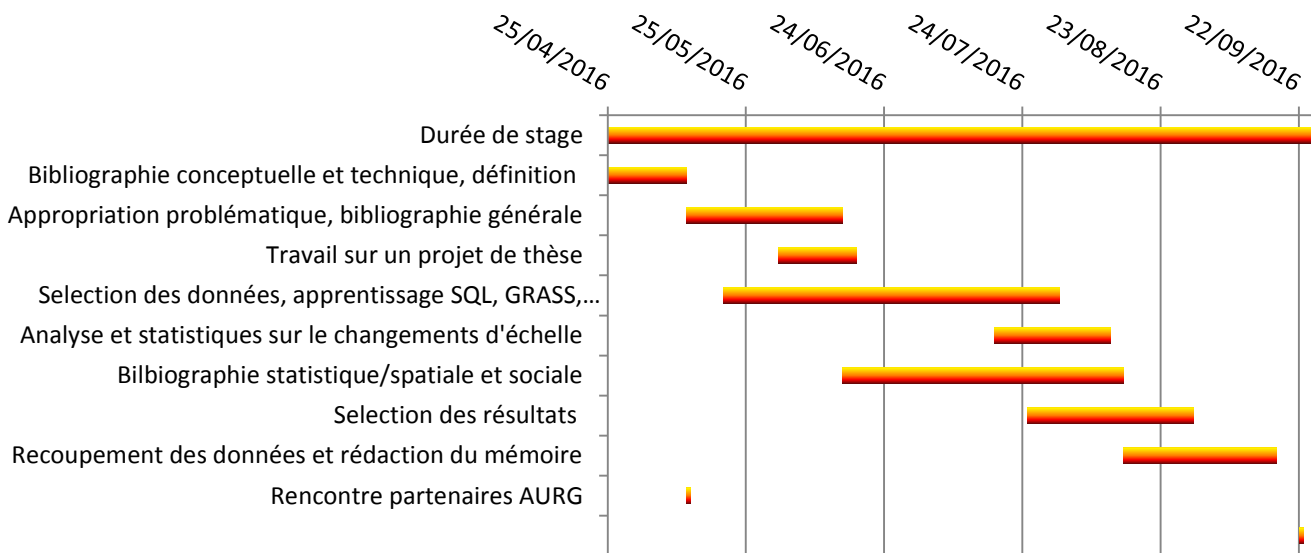 25/04/2016
25/05/2016
24/06/2016
24/07/2016
23/08/2016
22/09/2016
Durée de stage
Bibliographie conceptuelle et technique, définition
Appropriation problématique, bibliographie générale
Travail sur un projet de thèse
Selection des données, apprentissage SQL, GRASS,...
Analyse et statistiques sur le changements d'échelle
Bilbiographie statistique/spatiale et sociale
Selection des résultats
Recoupement des données et rédaction du mémoire
Rencontre partenaires AURG